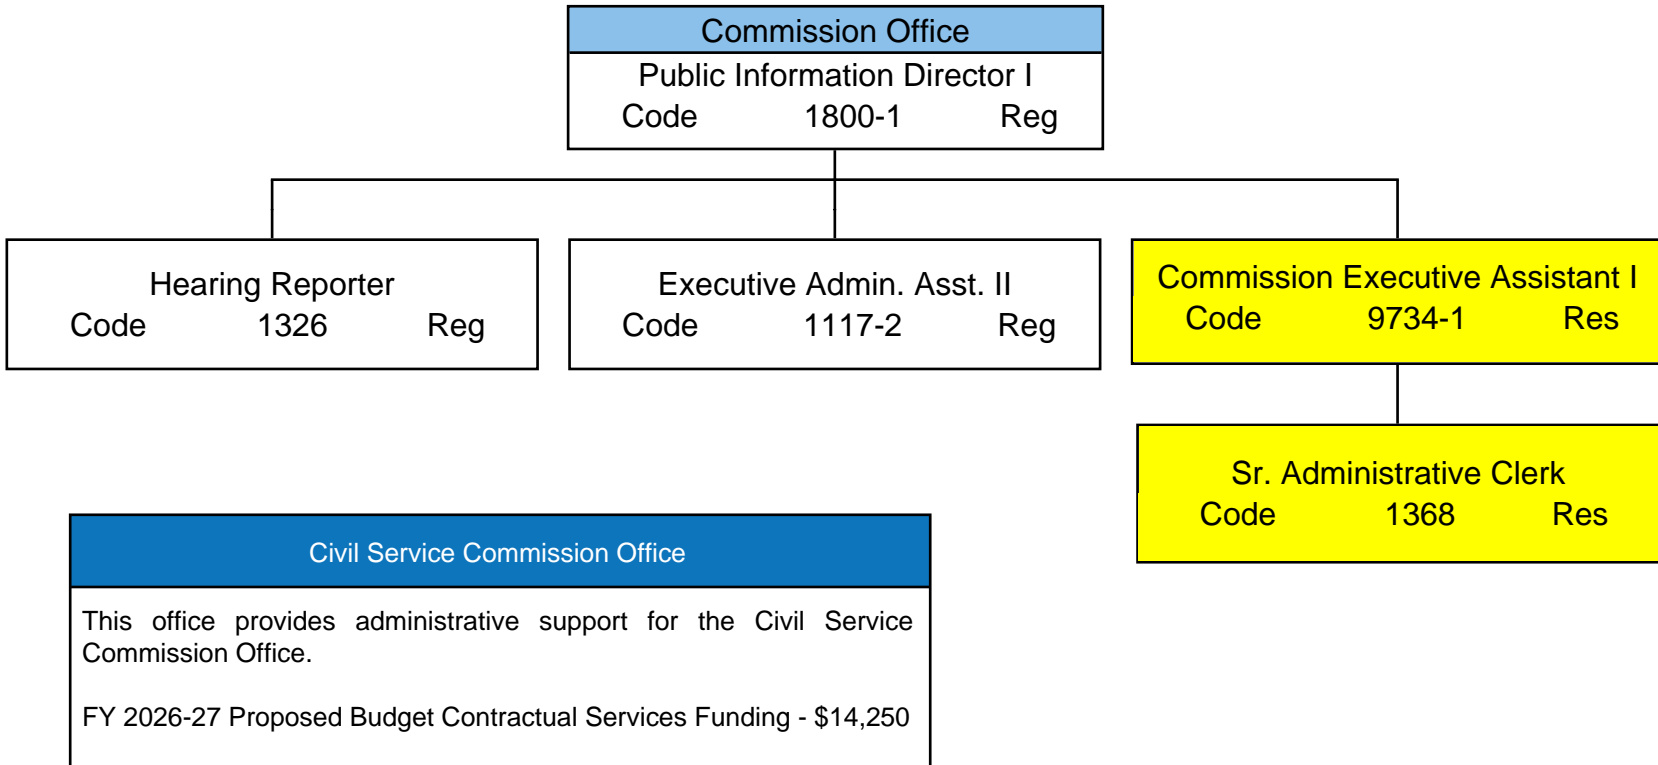 Commission Office
Public Information Director I
Code 1800-1 Reg
Hearing Reporter
Code 1326 Reg
Executive Admin. Asst. II
Code 1117-2 Reg
Commission Executive Assistant I
Code 9734-1 Res
Sr. Administrative Clerk
Code 1368 Res
Civil Service Commission Office
This office provides administrative support for the Civil Service
Commission Office.
FY 2026-27 Proposed Budget Contractual Services Funding - $14,250